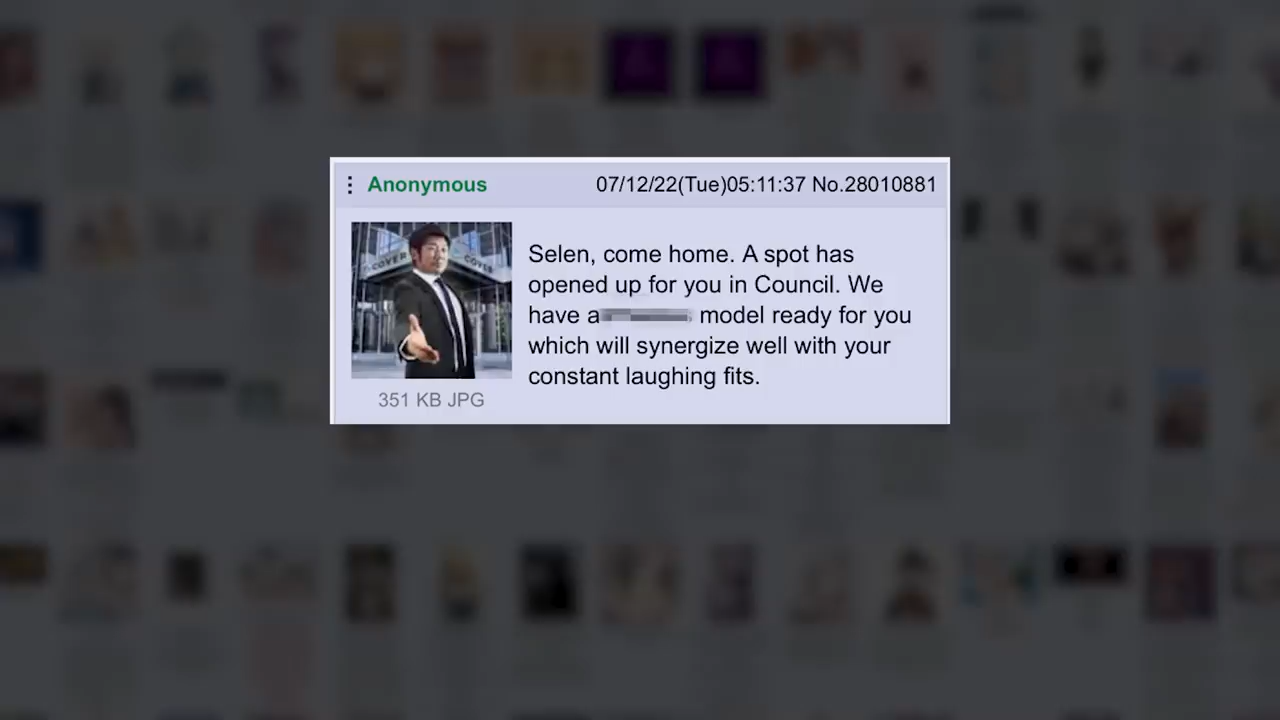 Anonymous 07/12/22(Tue)05:11:37 No.28010881
COVER COVER
Selen, come home. A spot has
opened up for you in Council. We
have a model ready for you
which will synergize well with your
constant laughing fits.
351 KB JPG